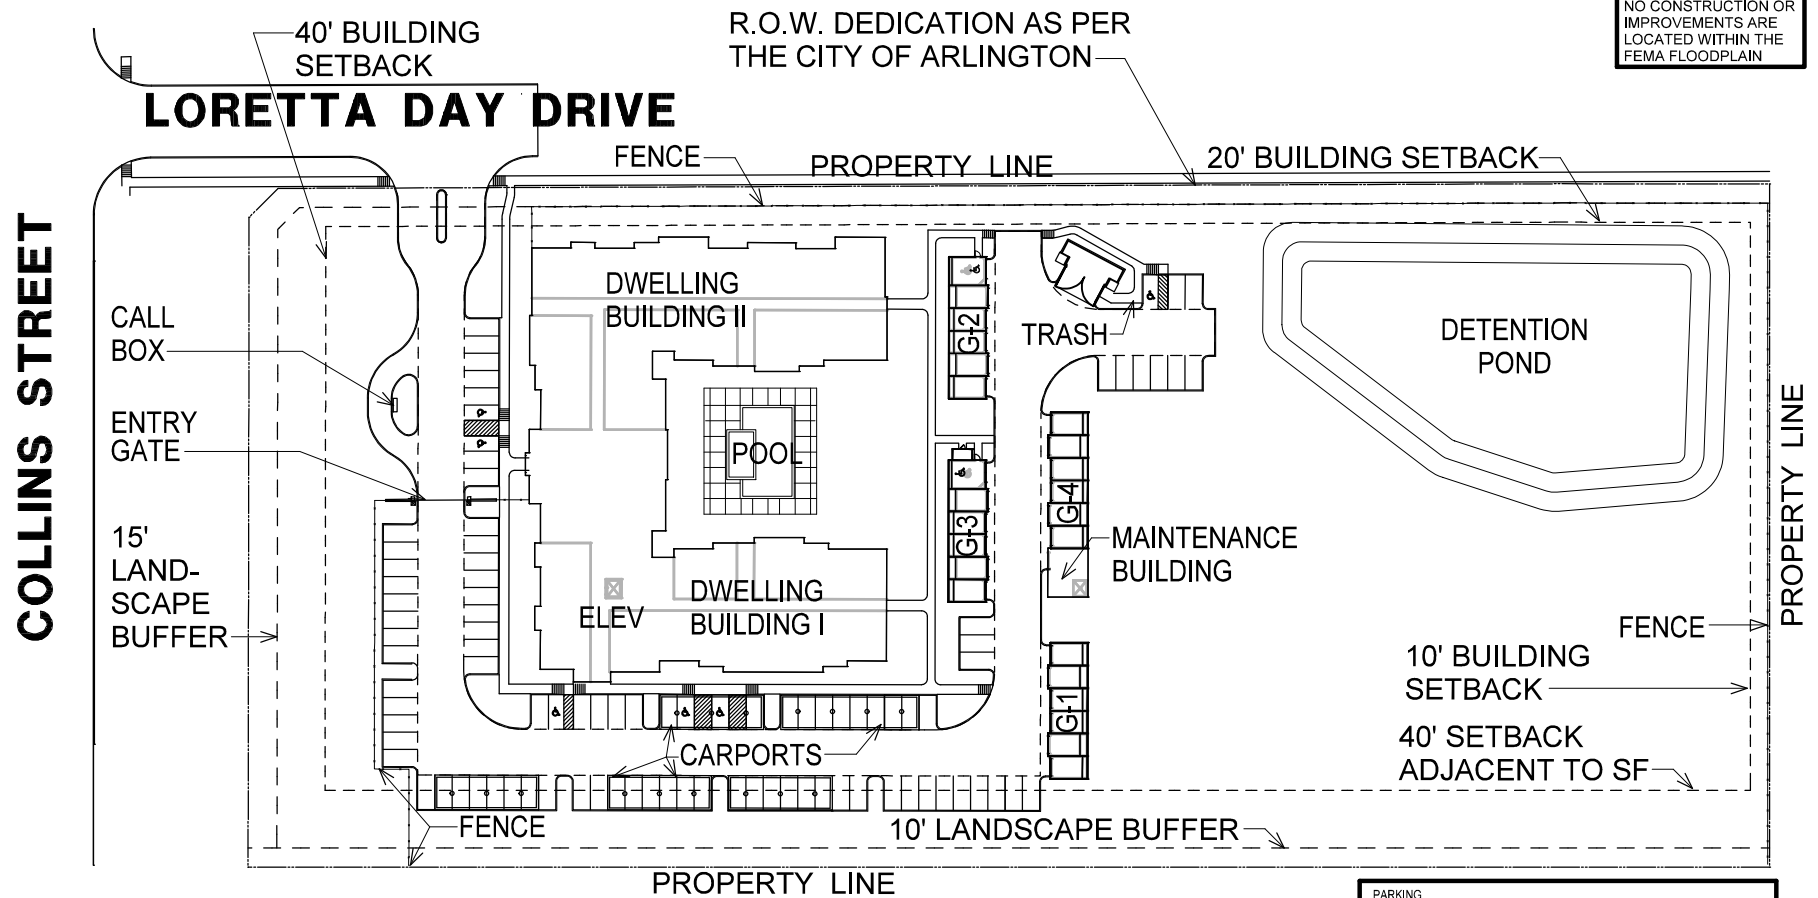 NO CONSTRUCTION OR
IMPROVEMENTS ARE
LOCATED WITHIN THE
FEMA FLOODPLAIN
40' BUILDING
SETBACK
R.O.W. DEDICATION AS PER
THE CITY OF ARLINGTON
LORETTA DAY DRIVE
FENCE
PROPERTY LINE
20' BUILDING SETBACK
COLLINS STREET
CALL
BOX
ENTRY
GATE
15'
LAND-
SCAPE
BUFFER
DWELLING
BUILDING II
G-2
TRASH
DETENTION
POND
POOL
G-3
G-4
MAINTENANCE
BUILDING
PROPERTY LINE
ELEV
DWELLING
BUILDING I
FENCE
10' BUILDING
SETBACK
G-1
40' SETBACK
ADJACENT TO SF
CARPORTS
FENCE
10' LANDSCAPE BUFFER
PROPERTY LINE
PARKING